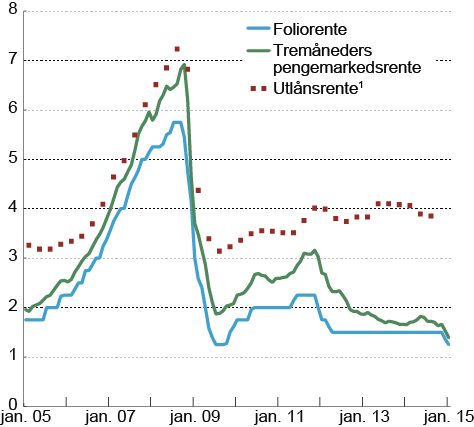 8
Foliorente
7
Tremåneders
pengemarkedsrente
Utlånsrente¹
6
5
4
3
2
1
0
jan. 05 jan. 07 jan. 09 jan. 11 jan. 13 jan. 15